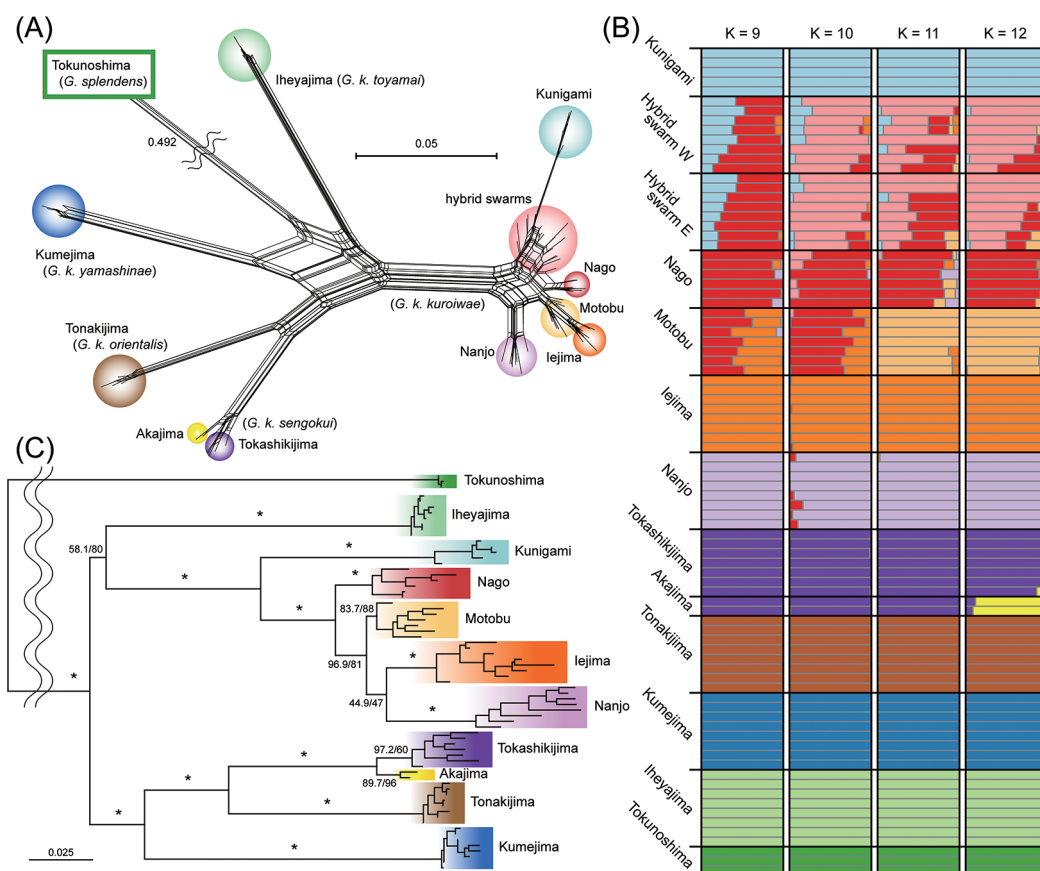 (A)
Tokunoshima
(G. splendens)
Iheyajima (G. k. toyamai)
Kunigami
0.492
0.05
hybrid swarms
Kumejima
(G. k. yamashinae)
Nago
(G. k. kuroiwae)
Motobu
Tonakijima
(G. k. orientalis)
Nanjo
Iejima
(G. k. sengokui)
Akajima
Tokashikijima
(B)
K = 9
K = 10
K = 11
K = 12
Kunigami
Hybrid
swarm W
Hybrid
swarm E
Nago
Motobu
Iejima
Nanjo
Tokashikijima
Akajima
Tonakijima
Kumejima
Iheyajima
Tokunoshima
(C)
Tokunoshima
*
Iheyajima
58.1/80
*
Kunigami
*
*
Nago
*
83.7/88
Motobu
96.9/81
*
Iejima
44.9/47
*
Nanjo
*
*
97.2/60
Tokashikijima
*
Akajima
89.7/96
*
Tonakijima
*
*
Kumejima
0.025